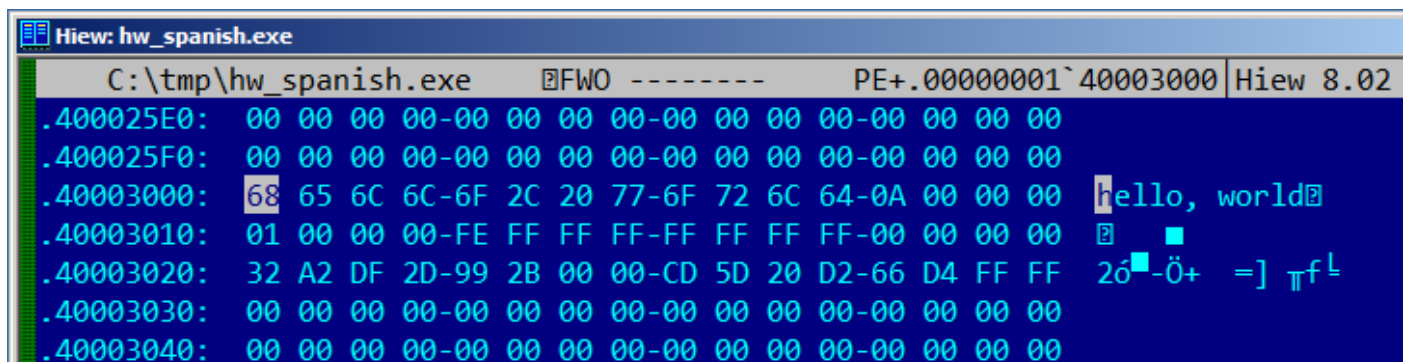 Hiew: hw_spanish.exe
C:\tmp\hw_spanish.exe ⍰FWO -------- PE+.00000001`40003000|Hiew 8.02
.400025E0: 00 00 00 00-00 00 00 00-00 00 00 00-00 00 00 00
.400025F0: 00 00 00 00-00 00 00 00-00 00 00 00-00 00 00 00
.40003000: 68 65 6C 6C-6F 2C 20 77-6F 72 6C 64-0A 00 00 00 hello, world⍰
.40003010: 01 00 00 00-FE FF FF FF-FF FF FF FF-00 00 00 00 ⍰ ■
.40003020: 32 A2 DF 2D-99 2B 00 00-CD 5D 20 D2-66 D4 FF FF 2ó▀-Ö+ =] ╥f╘
.40003030: 00 00 00 00-00 00 00 00-00 00 00 00-00 00 00 00
.40003040: 00 00 00 00-00 00 00 00-00 00 00 00-00 00 00 00